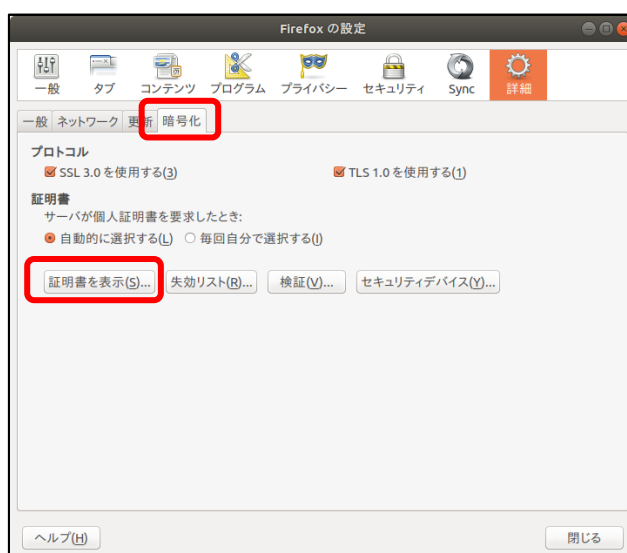 Firefox の設定
一般 タブ コンテンツ プログラム プライバシー セキュリティ Sync 詳細
一般 ネットワーク 更新 暗号化
プロトコル
SSL 3.0 を使用する(3) TLS 1.0 を使用する(1)
証明書
サーバが個人証明書を要求したとき:
自動的に選択する(L) 毎回自分で選択する(I)
証明書を表示(S)... 失効リスト(R)... 検証(V)... セキュリティデバイス(Y)...
ヘルプ(H) 閉じる